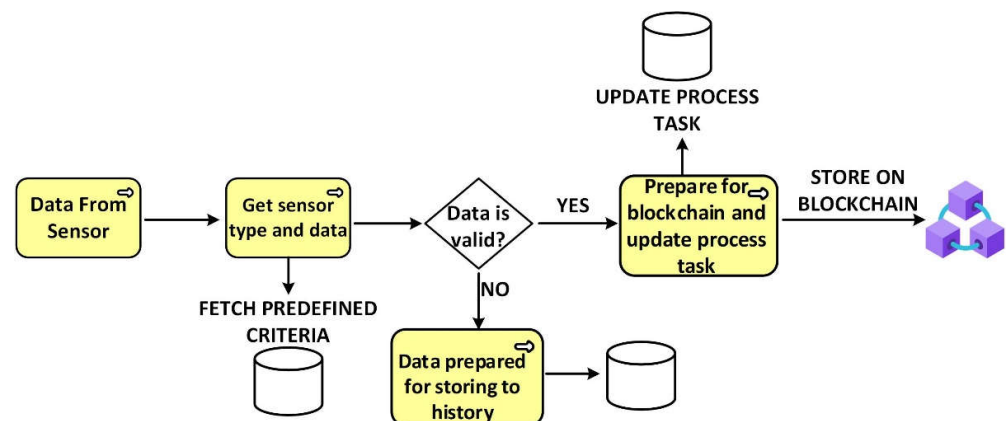 UPDATE PROCESS
TASK
Data From
Sensor
Get sensor
type and data
Data is
valid?
YES
Prepare for
blockchain and
update process
task
STORE ON
BLOCKCHAIN
FETCH PREDEFINED
CRITERIA
NO
Data prepared
for storing to
history